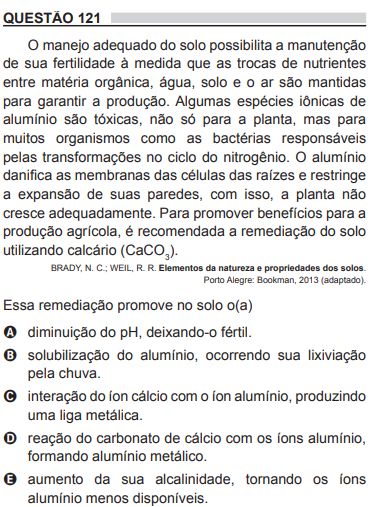 QUESTÃO 121
O manejo adequado do solo possibilita a manutenção
de sua fertilidade à medida que as trocas de nutrientes
entre matéria orgânica, água, solo e o ar são mantidas
para garantir a produção. Algumas espécies iônicas de
alumínio são tóxicas, não só para a planta, mas para
muitos organismos como as bactérias responsáveis
pelas transformações no ciclo do nitrogênio. O alumínio
danifica as membranas das células das raízes e restringe
a expansão de suas paredes, com isso, a planta não
cresce adequadamente. Para promover benefícios para a
produção agrícola, é recomendada a remediação do solo
utilizando calcário (CaCO₃).
BRADY, N. C.; WEIL, R. R. Elementos da natureza e propriedades dos solos.
Porto Alegre: Bookman, 2013 (adaptado).
Essa remediação promove no solo o(a)
A diminuição do pH, deixando-o fértil.
B solubilização do alumínio, ocorrendo sua lixiviação
pela chuva.
C interação do íon cálcio com o íon alumínio, produzindo
uma liga metálica.
D reação do carbonato de cálcio com os íons alumínio,
formando alumínio metálico.
E aumento da sua alcalinidade, tornando os íons
alumínio menos disponíveis.